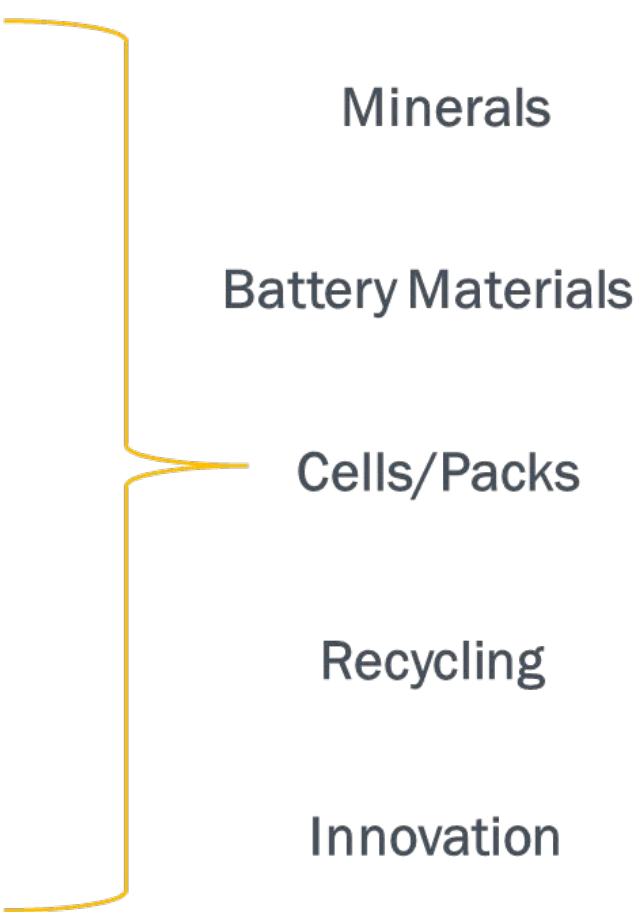 Minerals
Battery Materials
Cells/Packs
Recycling
Innovation